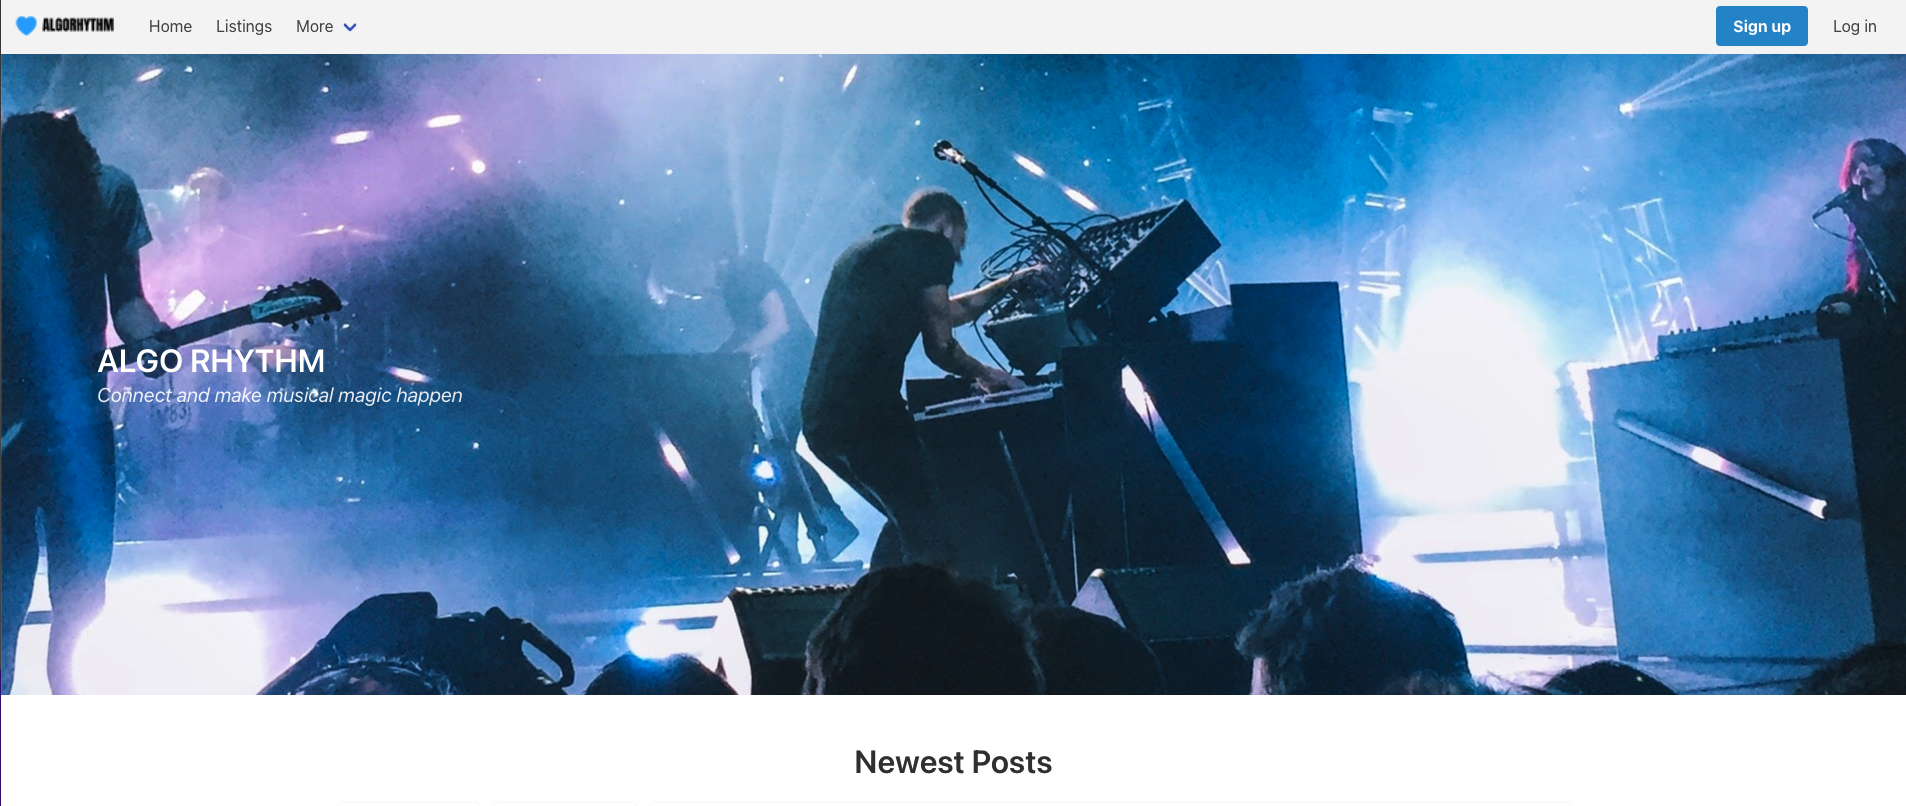 ALGORHYTHM Home Listings More Sign up Log in
ALGO RHYTHM
Connect and make musical magic happen
Newest Posts